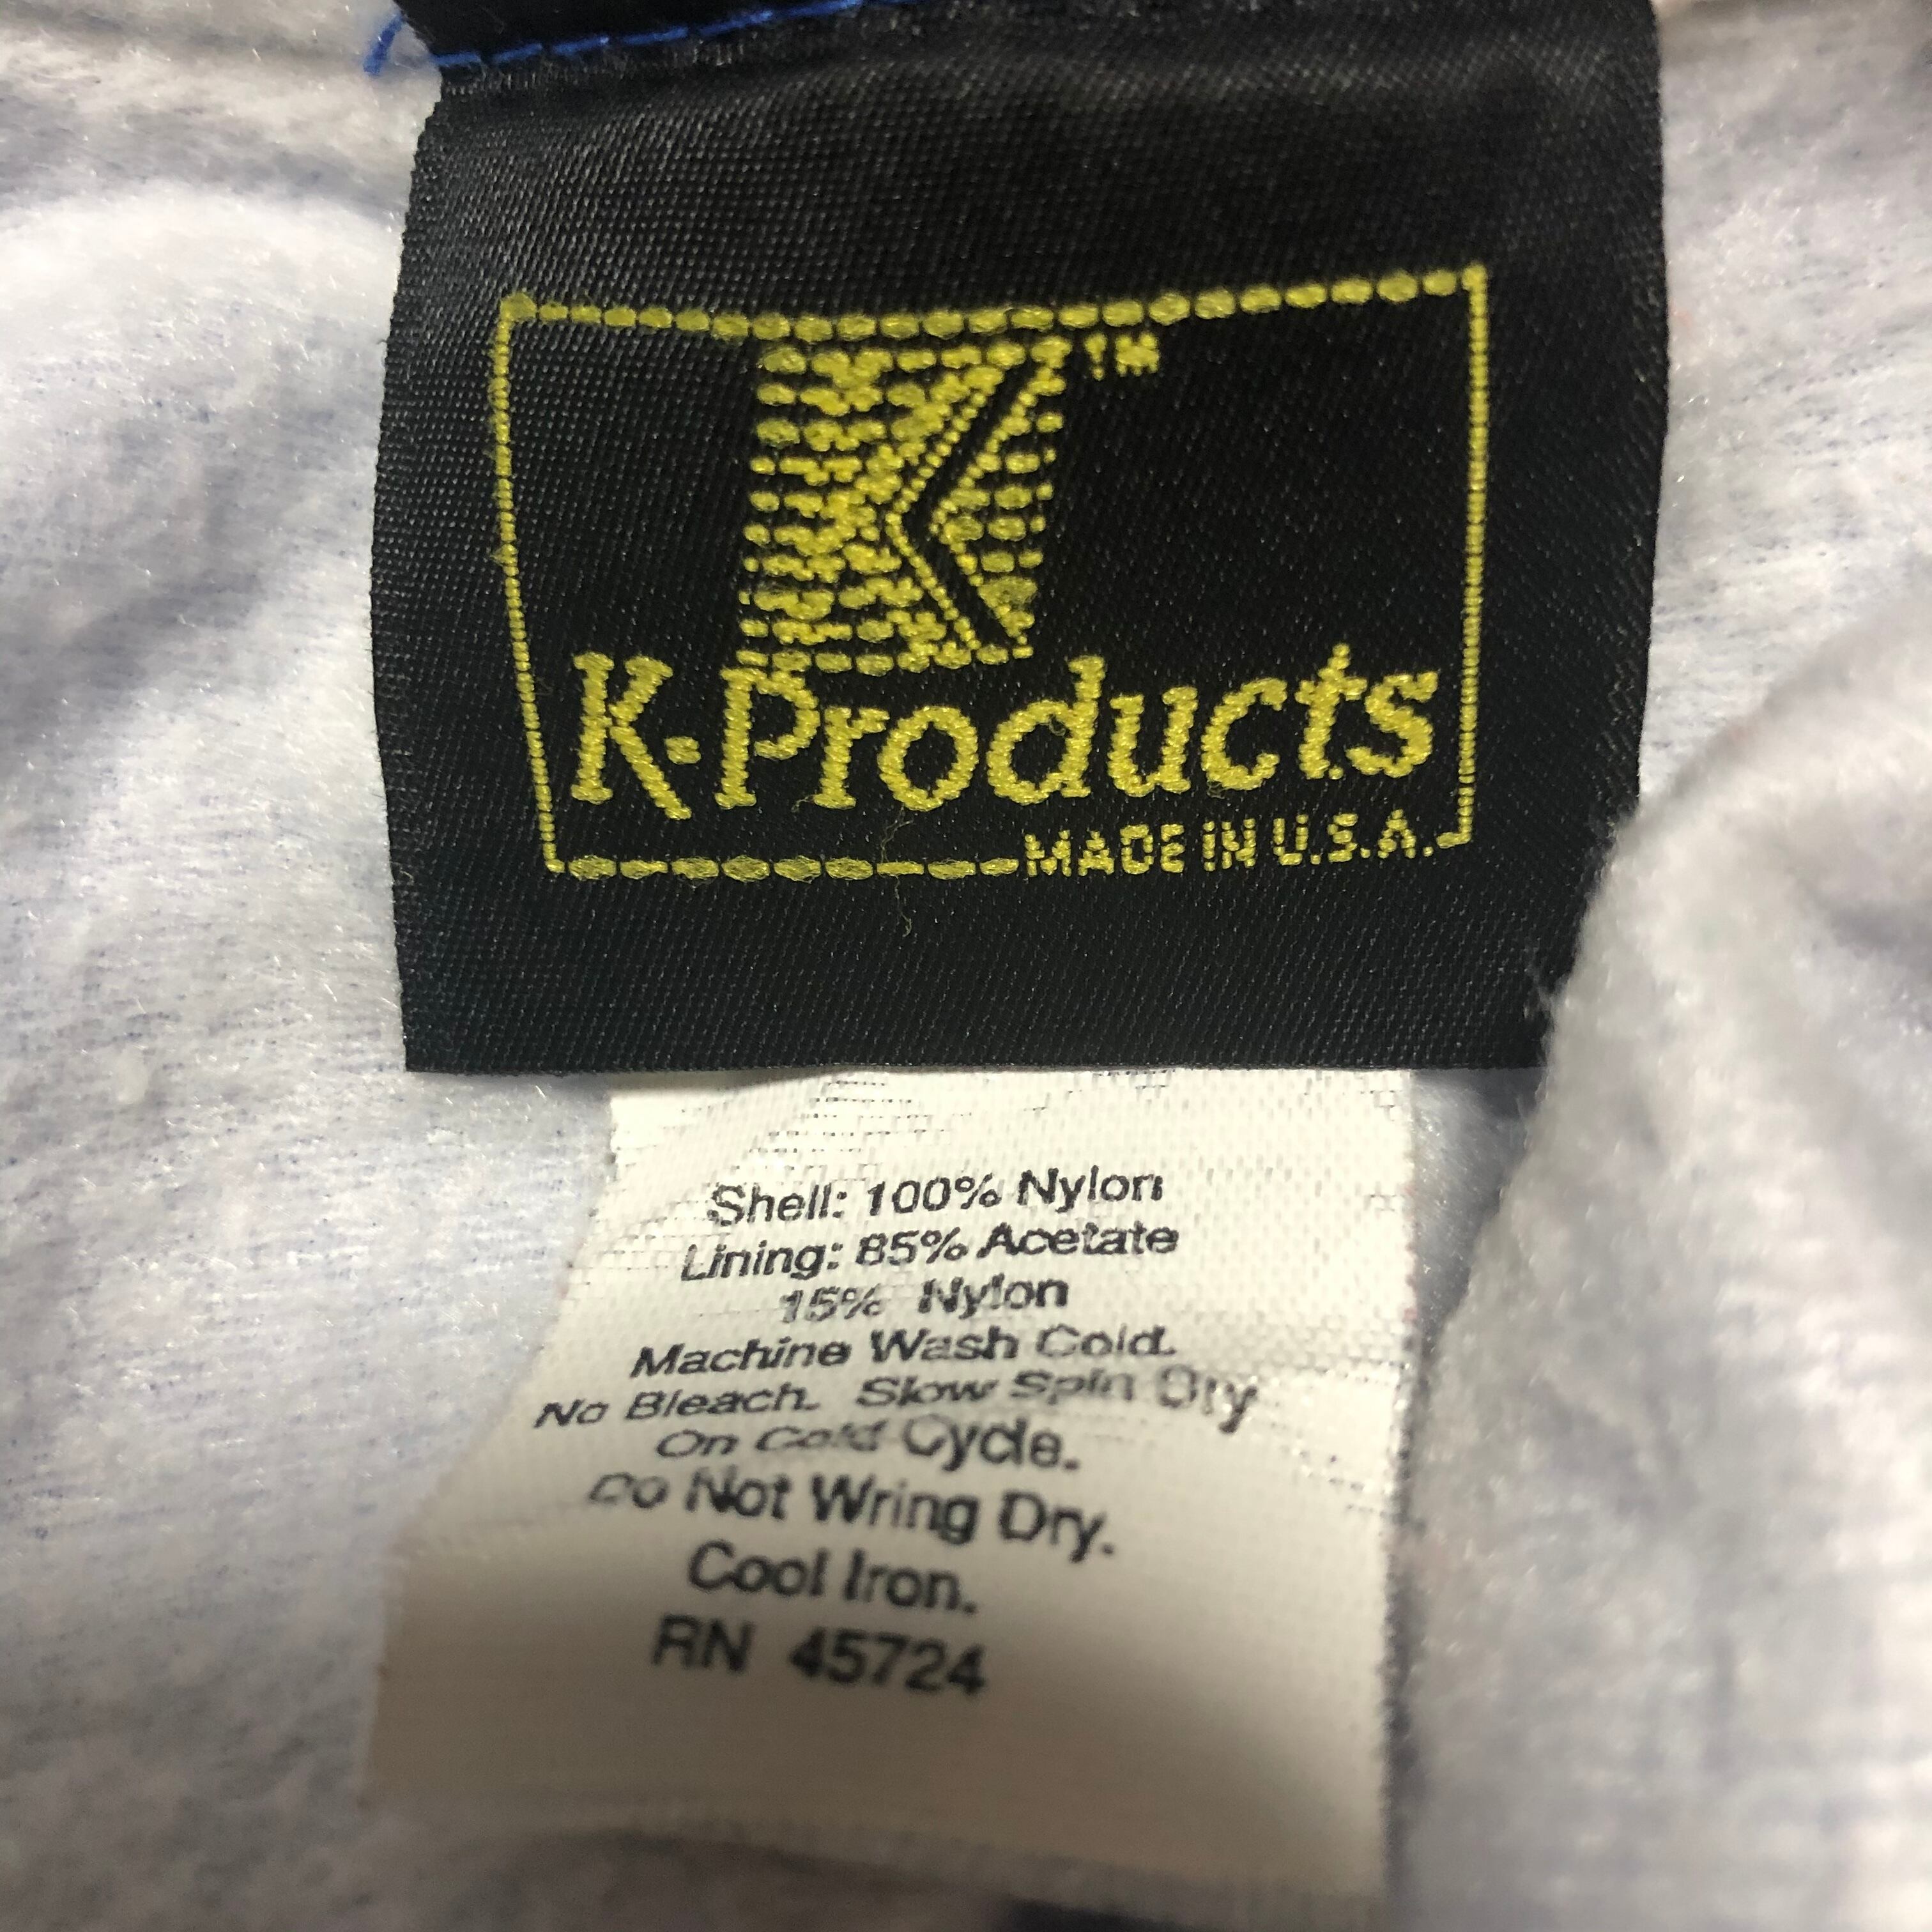 K™
K-Products
MADE IN U.S.A.
Shell: 100% Nylon
Lining: 85% Acetate
15% Nylon
Machine Wash Cold.
No Bleach. Slow Spin Dry
On Cold Cycle.
Do Not Wring Dry.
Cool Iron.
RN 45724